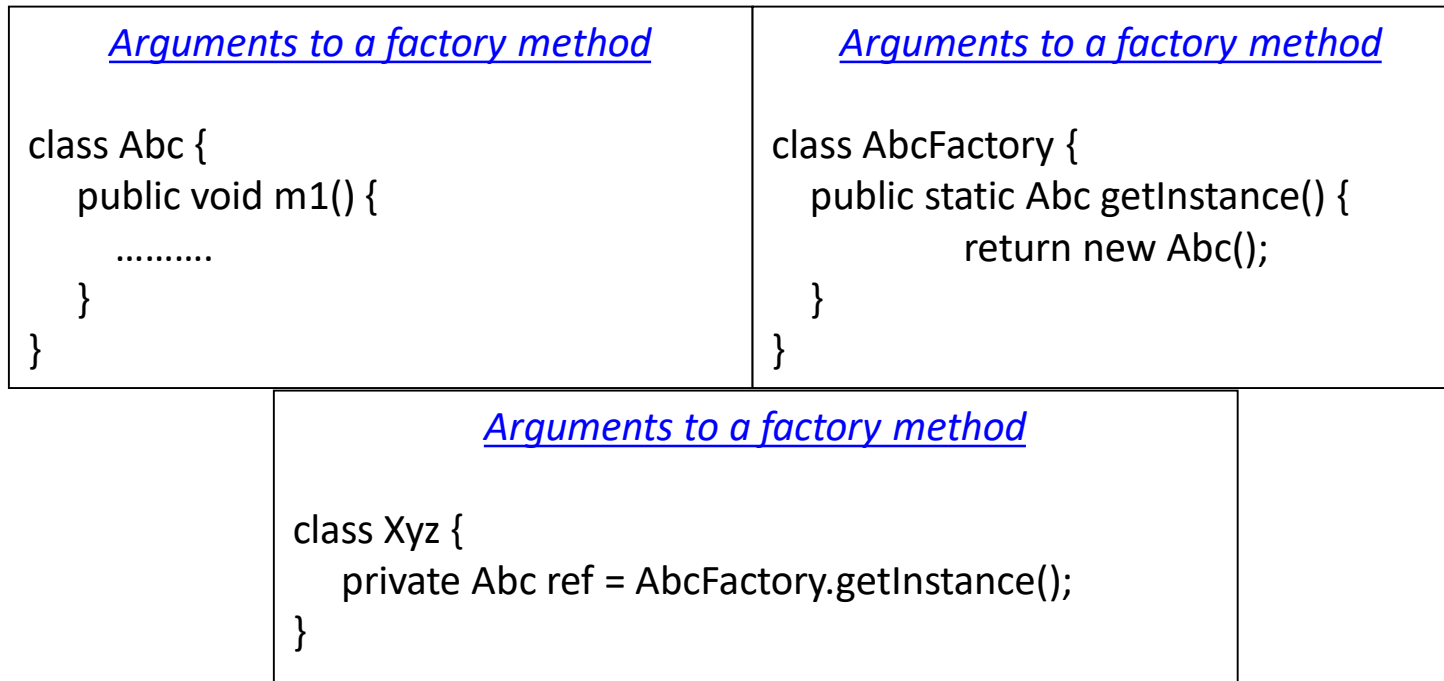 Arguments to a factory method
class Abc {
public void m1() {
……….
}
}
Arguments to a factory method
class AbcFactory {
public static Abc getInstance() {
return new Abc();
}
}
Arguments to a factory method
class Xyz {
private Abc ref = AbcFactory.getInstance();
}